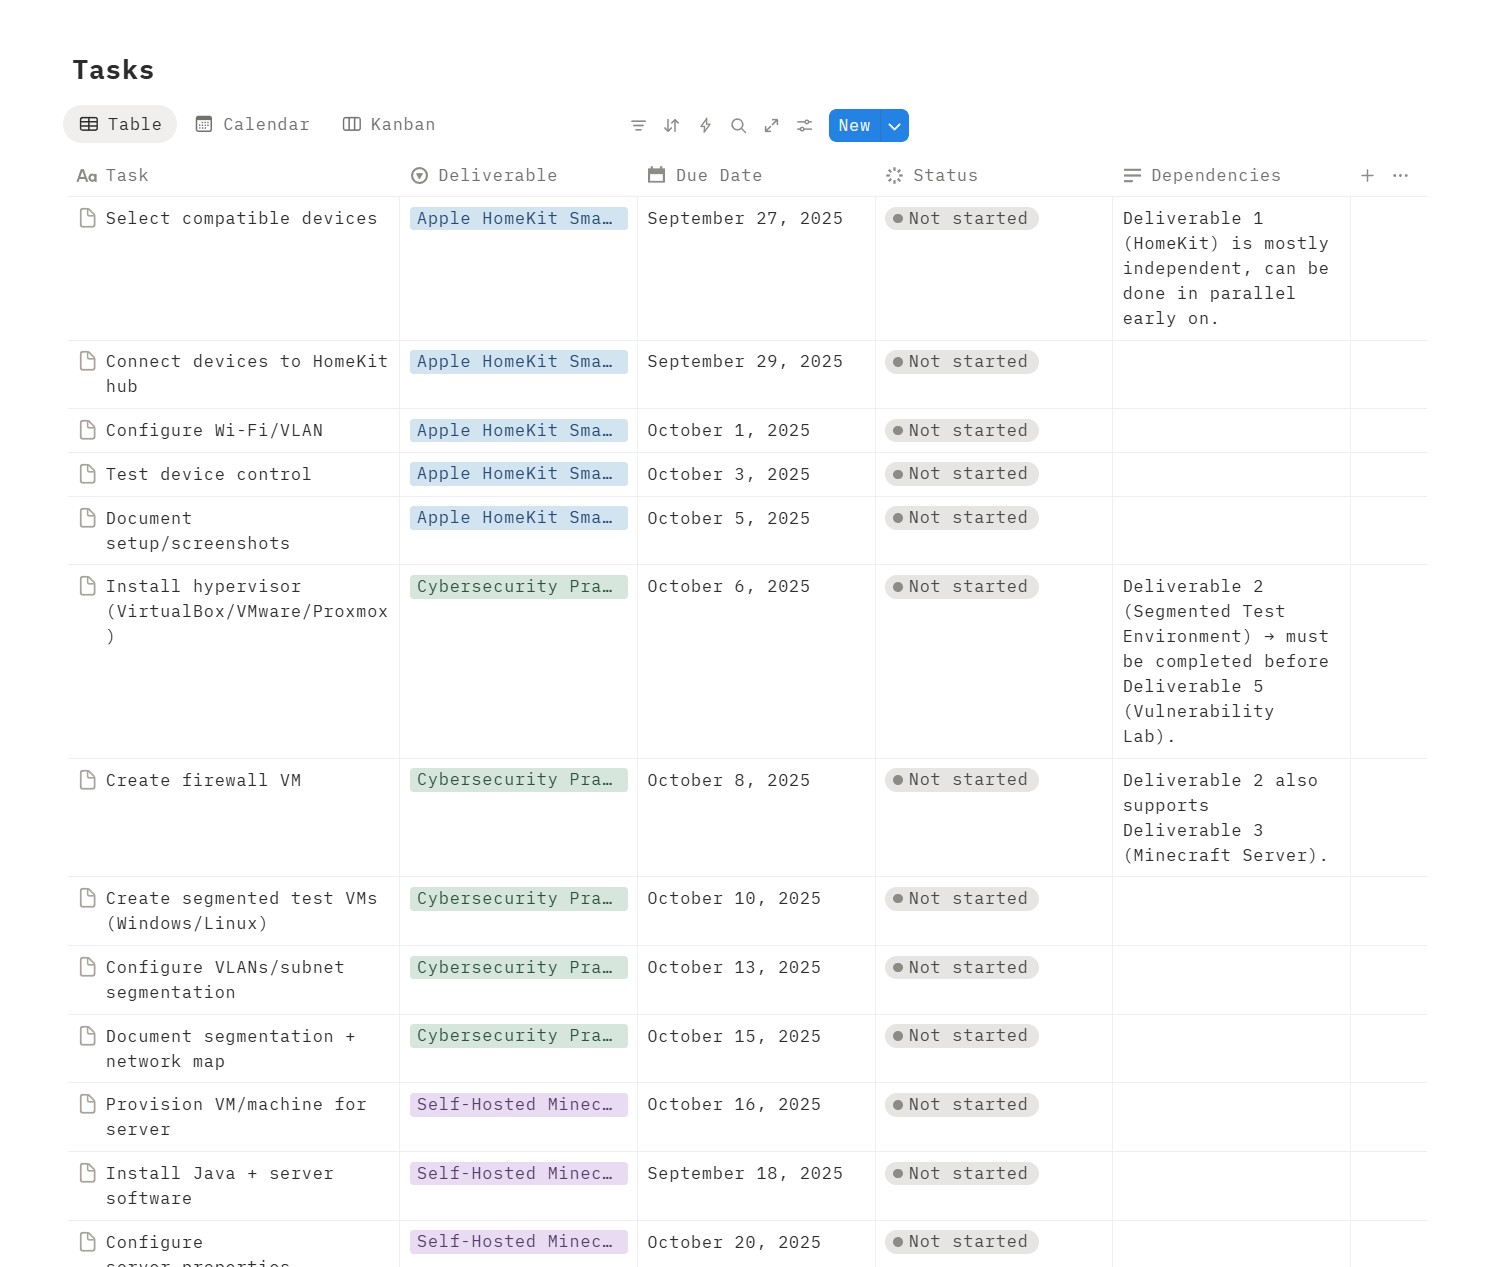 Tasks
Table Calendar Kanban New
Aa Task Deliverable Due Date Status Dependencies
Select compatible devices Apple HomeKit Sma… September 27, 2025 Not started Deliverable 1
(HomeKit) is mostly
independent, can be
done in parallel
early on.
Connect devices to HomeKit Apple HomeKit Sma… September 29, 2025 Not started
hub
Configure Wi-Fi/VLAN Apple HomeKit Sma… October 1, 2025 Not started
Test device control Apple HomeKit Sma… October 3, 2025 Not started
Document Apple HomeKit Sma… October 5, 2025 Not started
setup/screenshots
Install hypervisor Cybersecurity Pra… October 6, 2025 Not started Deliverable 2
(VirtualBox/VMware/Proxmox (Segmented Test
) Environment) → must
be completed before
Deliverable 5
(Vulnerability
Lab).
Create firewall VM Cybersecurity Pra… October 8, 2025 Not started Deliverable 2 also
supports
Deliverable 3
(Minecraft Server).
Create segmented test VMs Cybersecurity Pra… October 10, 2025 Not started
(Windows/Linux)
Configure VLANs/subnet Cybersecurity Pra… October 13, 2025 Not started
segmentation
Document segmentation + Cybersecurity Pra… October 15, 2025 Not started
network map
Provision VM/machine for Self-Hosted Minec… October 16, 2025 Not started
server
Install Java + server Self-Hosted Minec… September 18, 2025 Not started
software
Configure Self-Hosted Minec… October 20, 2025 Not started